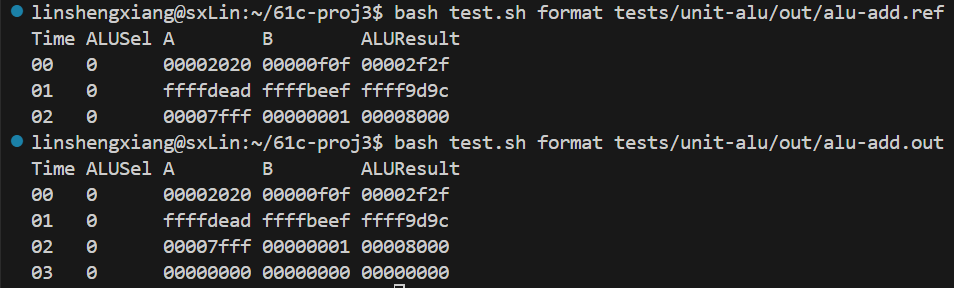 linshengxiang@sxLin:~/61c-proj3$ bash test.sh format tests/unit-alu/out/alu-add.ref
Time ALUSel A        B        ALUResult
00   0      00002020 00000f0f 00002f2f
01   0      ffffdead ffffbeef ffff9d9c
02   0      00007fff 00000001 00008000
linshengxiang@sxLin:~/61c-proj3$ bash test.sh format tests/unit-alu/out/alu-add.out
Time ALUSel A        B        ALUResult
00   0      00002020 00000f0f 00002f2f
01   0      ffffdead ffffbeef ffff9d9c
02   0      00007fff 00000001 00008000
03   0      00000000 00000000 00000000